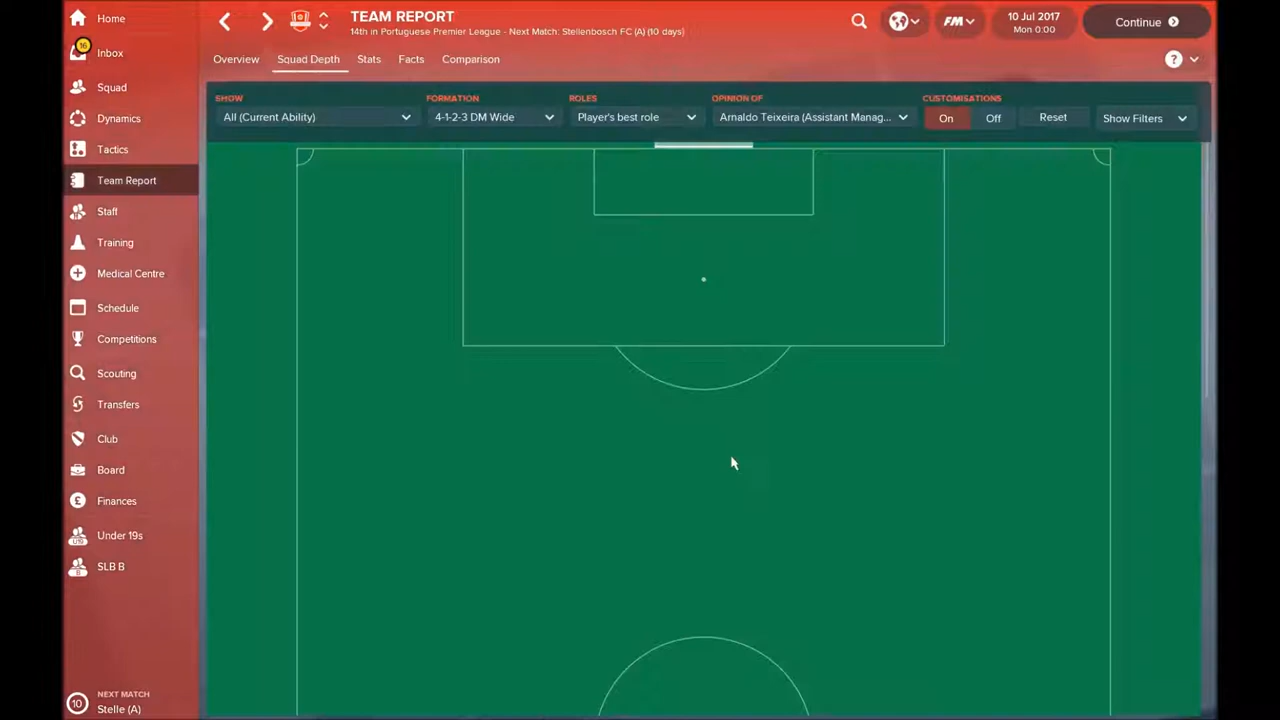 Home
16
Inbox
Squad
Dynamics
Tactics
Team Report
Staff
Training
Medical Centre
Schedule
Competitions
Scouting
Transfers
Club
Board
Finances
Under 19s
SLB B
10
NEXT MATCH
Stelle (A)
TEAM REPORT
14th in Portuguese Premier League - Next Match: Stellenbosch FC (A) (10 days)
FM
10 Jul 2017
Mon 0:00
Continue
Overview
Squad Depth
Stats
Facts
Comparison
?
SHOW
All (Current Ability)
FORMATION
4-1-2-3 DM Wide
ROLES
Player's best role
OPINION OF
Arnaldo Teixeira (Assistant Manag...
CUSTOMISATIONS
On
Off
Reset
Show Filters